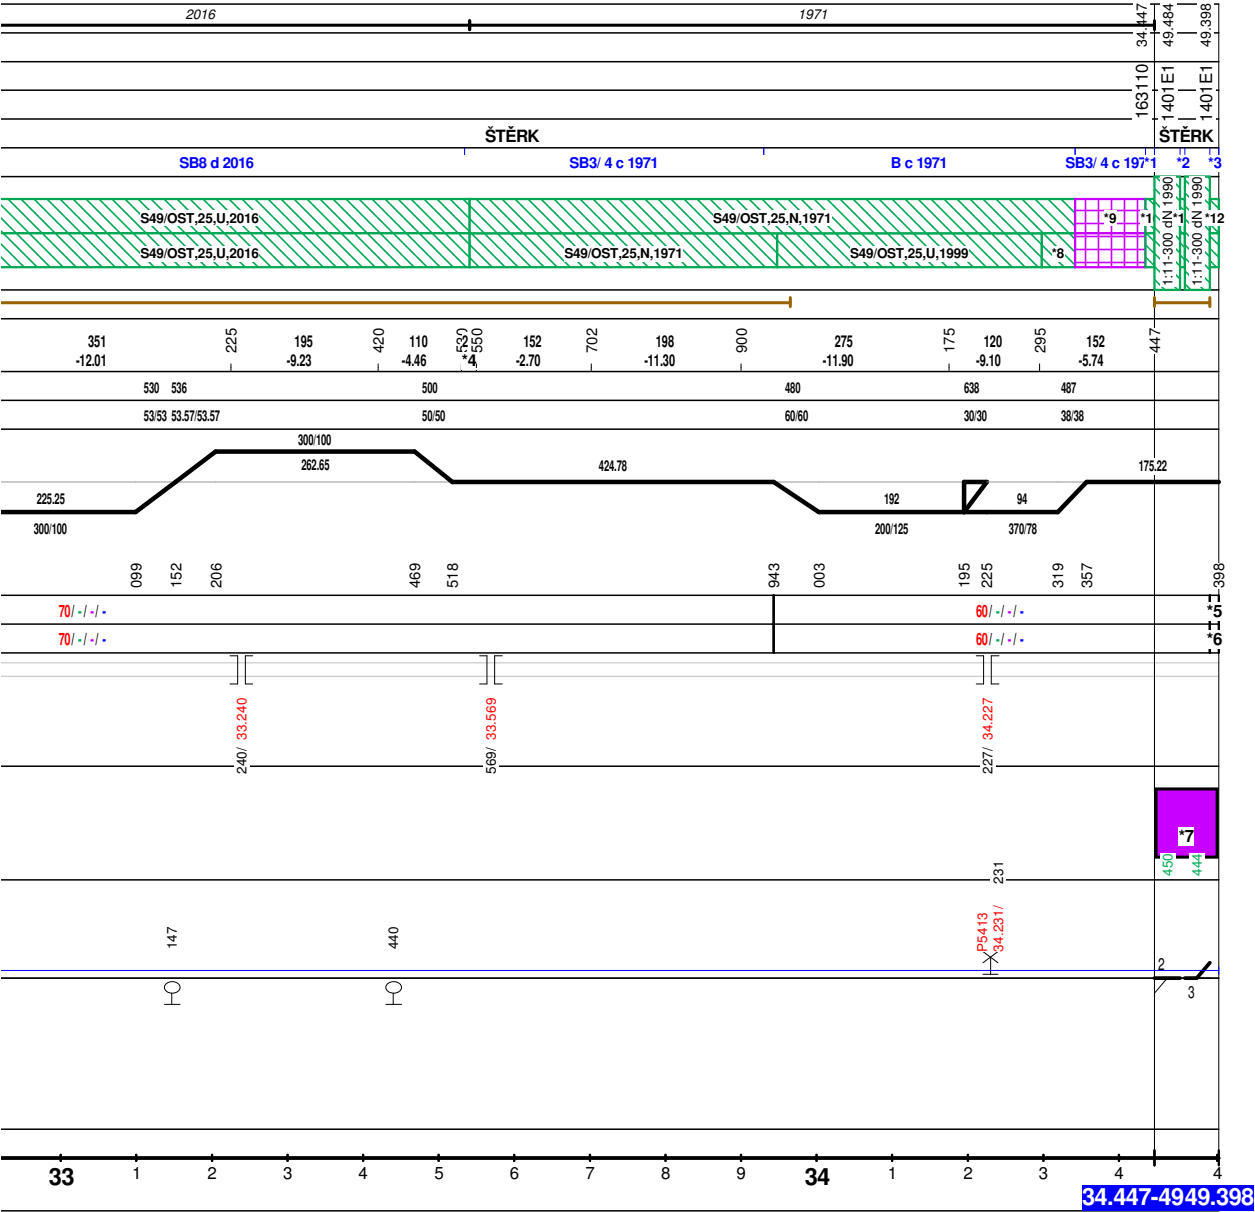 2016 1971
34.447 49.484 49.398
163110 1401E1 1401E1
ŠTĚRK ŠTĚRK
SB8 d 2016 SB3/ 4 c 1971 B c 1971 SB3/ 4 c 197 *1 *2 *3
S49/OST,25,U,2016 S49/OST,25,N,1971 *9 *1 *1 *12
S49/OST,25,U,2016 S49/OST,25,N,1971 S49/OST,25,U,1999 *8
1:11-300 dN 1990 1:11-300 dN 1990
351 225 195 420 110 550 152 702 198 900 275 175 120 295 152 447
-12.01 -9.23 -4.46 *4 -2.70 -11.30 -11.90 -9.10 -5.74
530 536 500 480 638 487
53/53 53.57/53.57 50/50 60/60 30/30 38/38
300/100
262.65 424.78 175.22
225.25 192 94
300/100 200/125 370/78
099 152 206 469 518 943 003 195 225 319 357 398
70/ -/ -/ - 60/ -/ -/ - *5
70/ -/ -/ - 60/ -/ -/ - *6
240/ 33.240 569/ 33.569 227/ 34.227
*7
450 444
231
147 440 P5413 34.231/
2
3
33 1 2 3 4 5 6 7 8 9 34 1 2 3 4 4
34.447-4949.398